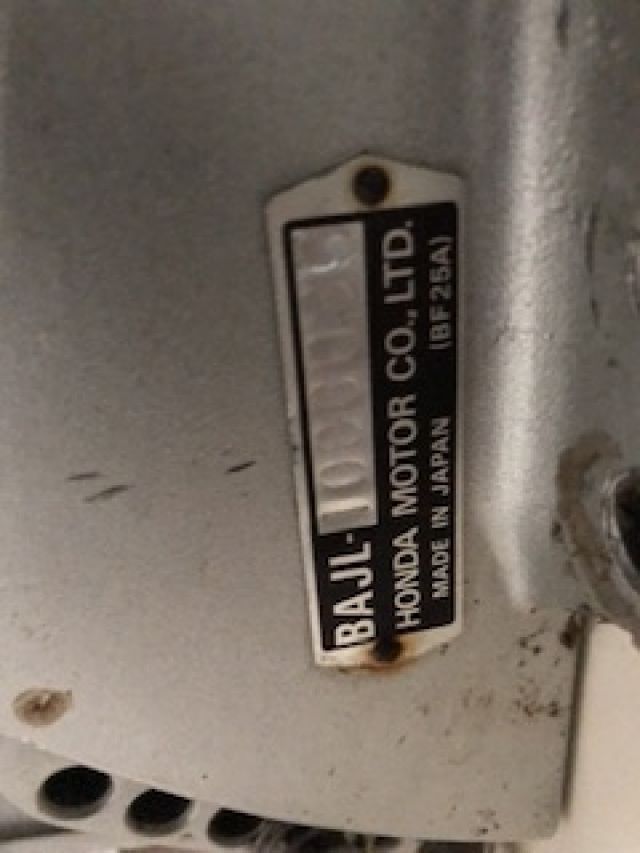 BAJL-
HONDA MOTOR CO., LTD.
MADE IN JAPAN (BF25A)